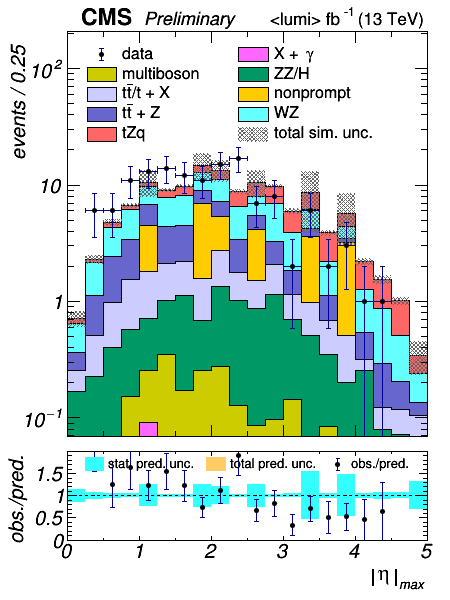 CMS Preliminary <lumi> fb⁻¹ (13 TeV)
events / 0.25
10²
10
1
10⁻¹
data
multiboson
tt̄/t + X
tt̄ + Z
tZq
X + γ
ZZ/H
nonprompt
WZ
total sim. unc.
obs./pred.
1.5
1
0.5
0
stat. pred. unc. total pred. unc. obs./pred.
0 1 2 3 4 5
|η|max